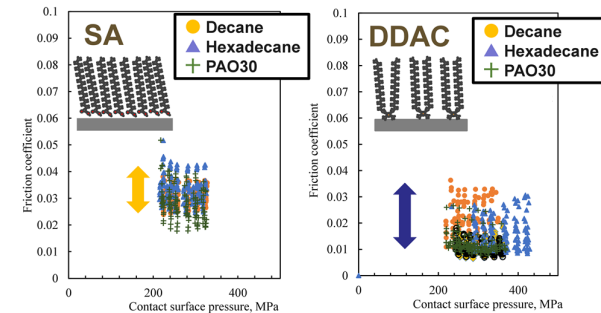 SA
Decane
Hexadecane
PAO30
Friction coefficient
0.1
0.09
0.08
0.07
0.06
0.05
0.04
0.03
0.02
0.01
0
0
200
400
Contact surface pressure, MPa
DDAC
Decane
Hexadecane
PAO30
Friction coefficient
0.1
0.09
0.08
0.07
0.06
0.05
0.04
0.03
0.02
0.01
0
0
200
400
Contact surface pressure, MPa